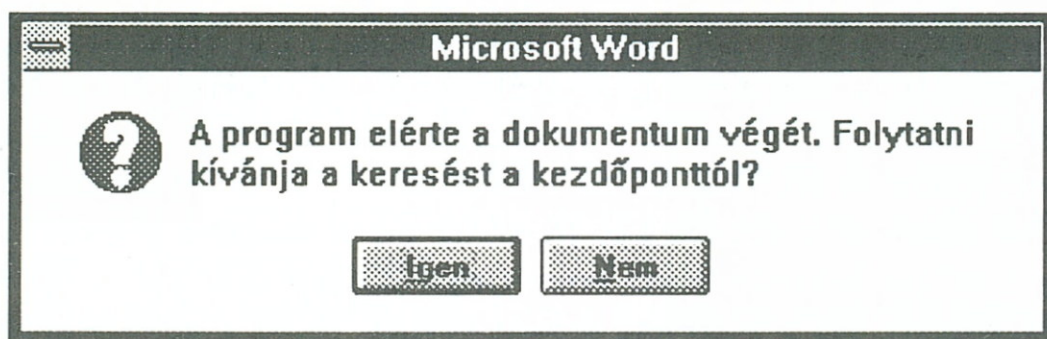 Microsoft Word
A program elérte a dokumentum végét. Folytatni
kívánja a keresést a kezdőponttól?
Igen Nem